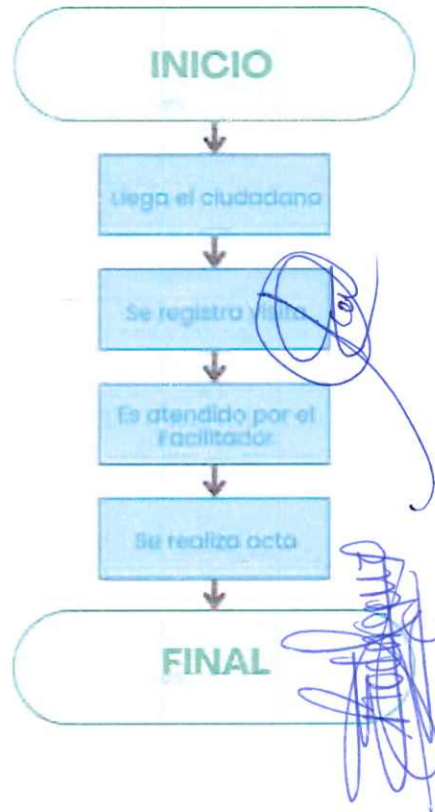 INICIO
Llega el ciudadano
Se registra visita
Es atendido por el
Facilitador
Se realiza acta
FINAL